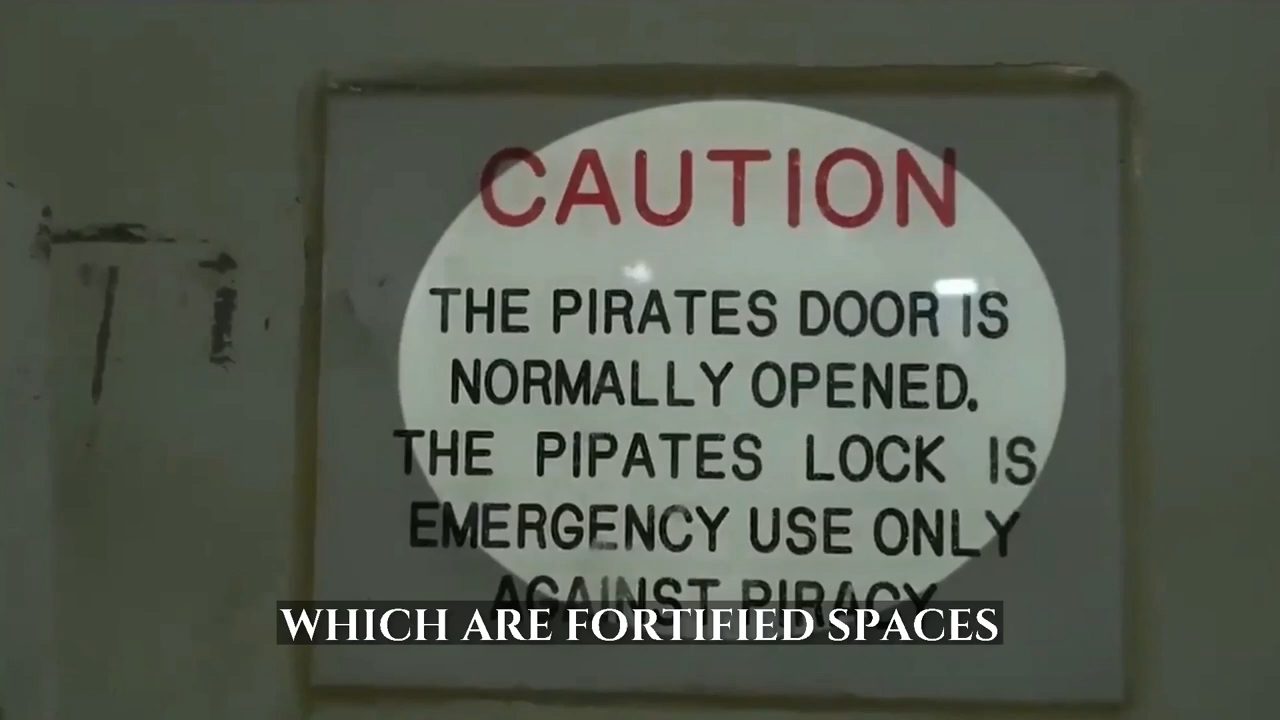 CAUTION
THE PIRATES DOOR IS
NORMALLY OPENED.
THE PIPATES LOCK IS
EMERGENCY USE ONLY
AGAINST PIRACY
WHICH ARE FORTIFIED SPACES